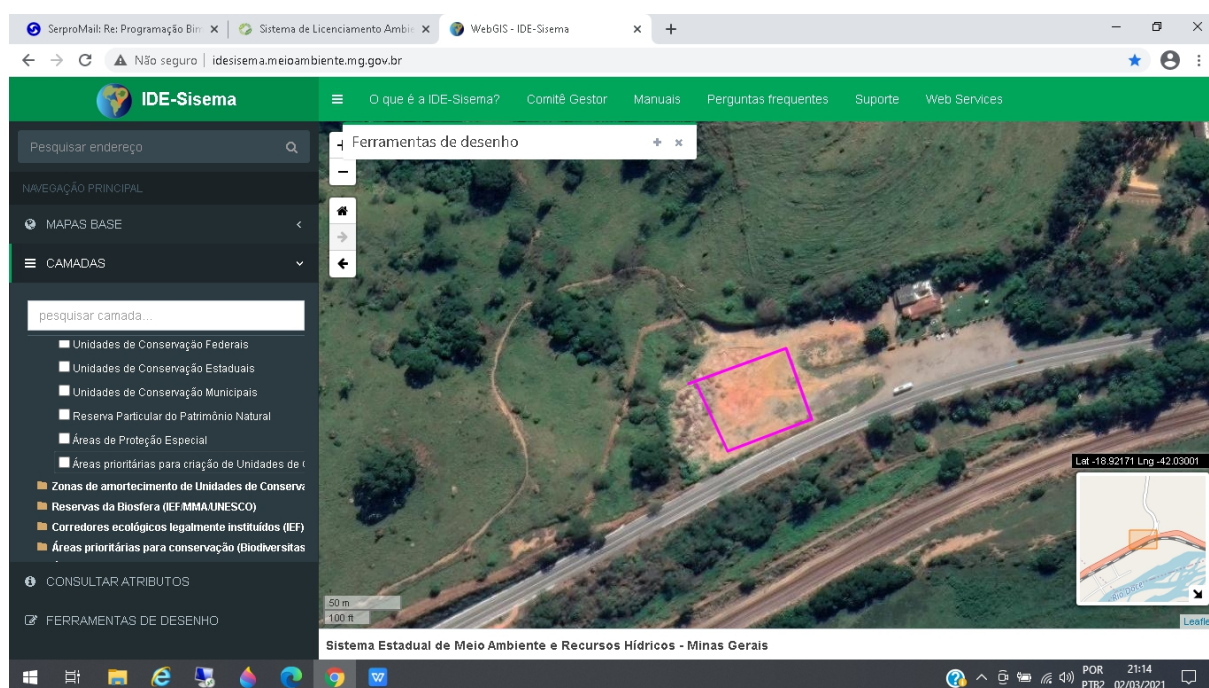 SerproMail: Re: Programação Bim
Sistema de Licenciamento Ambie
WebGIS - IDE-Sisema
Não seguro | idesisema.meioambiente.mg.gov.br
IDE-Sisema
O que é a IDE-Sisema? Comitê Gestor Manuais Perguntas frequentes Suporte Web Services
Pesquisar endereço
NAVEGAÇÃO PRINCIPAL
MAPAS BASE
CAMADAS
pesquisar camada...
Unidades de Conservação Federais
Unidades de Conservação Estaduais
Unidades de Conservação Municipais
Reserva Particular do Patrimônio Natural
Áreas de Proteção Especial
Áreas prioritárias para criação de Unidades de
Zonas de amortecimento de Unidades de Conserva
Reservas da Biosfera (IEF/MMA/UNESCO)
Corredores ecológicos legalmente instituídos (IEF)
Áreas prioritárias para conservação (Biodiversitas
CONSULTAR ATRIBUTOS
FERRAMENTAS DE DESENHO
Ferramentas de desenho
Lat -18.92171 Lng -42.03001
Rio Doce
50 m
100 ft
Leafle
Sistema Estadual de Meio Ambiente e Recursos Hídricos - Minas Gerais
POR
PTB2
21:14
02/03/2021